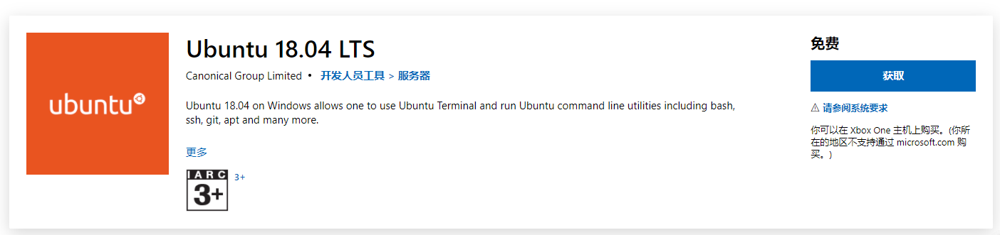 ubuntu
Ubuntu 18.04 LTS
Canonical Group Limited • 开发人员工具 > 服务器
Ubuntu 18.04 on Windows allows one to use Ubuntu Terminal and run Ubuntu command line utilities including bash,
ssh, git, apt and many more.
更多
IARC
3+
3+
免费
获取
⚠ 请参阅系统要求
你可以在 Xbox One 主机上购买。(你所
在的地区不支持通过 microsoft.com 购
买。)